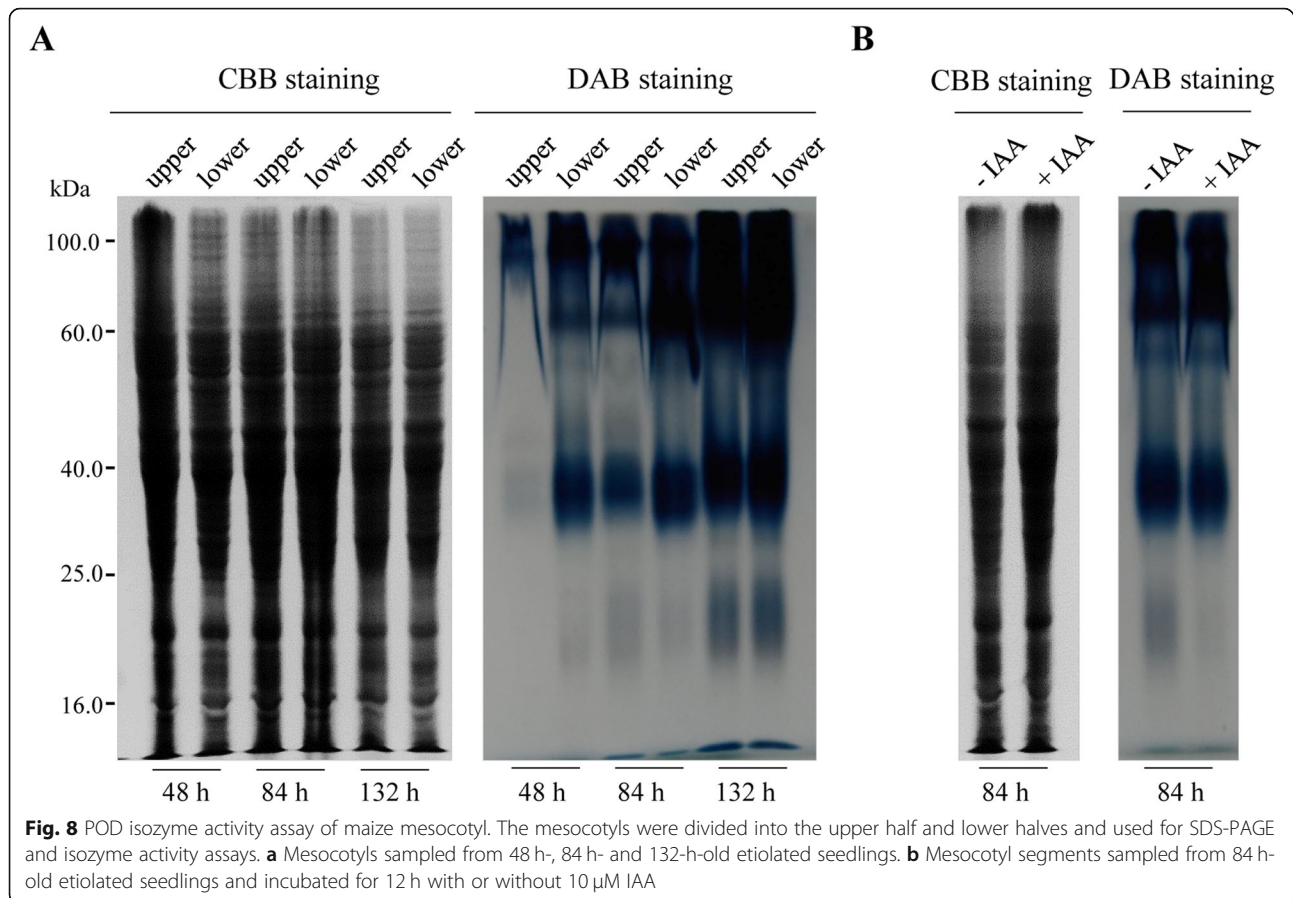 A
B
CBB staining
DAB staining
CBB staining
DAB staining
upper lower upper lower upper lower
upper lower upper lower upper lower
- IAA + IAA
- IAA + IAA
kDa
100.0
60.0
40.0
25.0
16.0
48 h 84 h 132 h
48 h 84 h 132 h
84 h
84 h
Fig. 8 POD isozyme activity assay of maize mesocotyl. The mesocotyls were divided into the upper half and lower halves and used for SDS-PAGE
and isozyme activity assays. a Mesocotyls sampled from 48 h-, 84 h- and 132-h-old etiolated seedlings. b Mesocotyl segments sampled from 84 h-
old etiolated seedlings and incubated for 12 h with or without 10 μM IAA